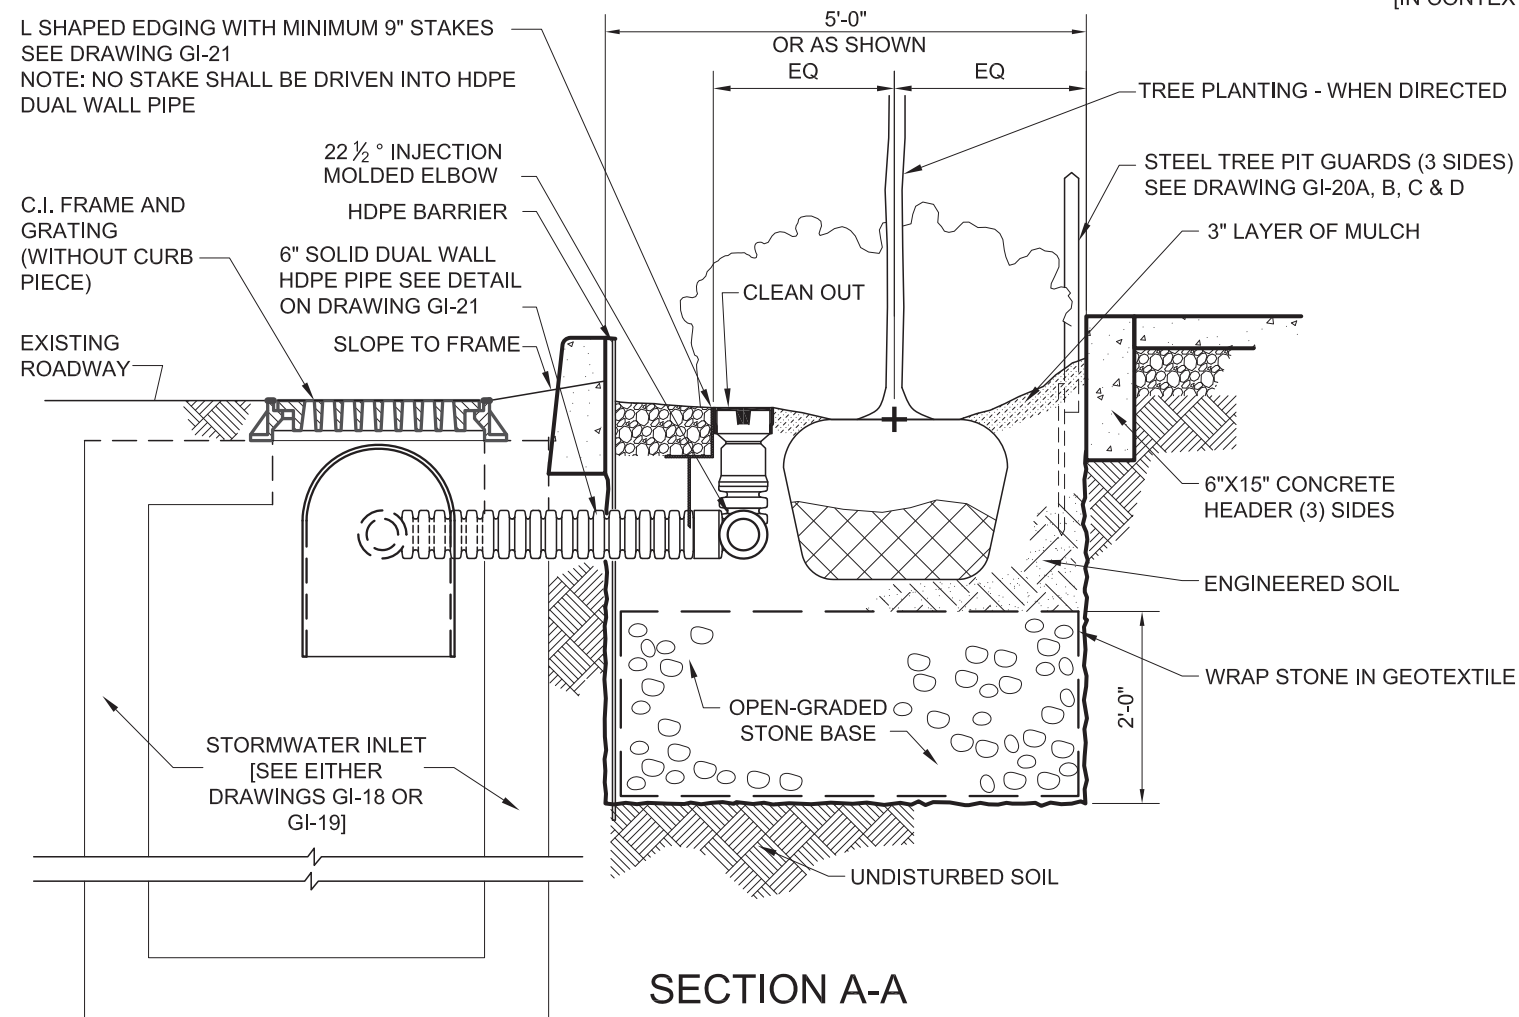 [IN CONTEX
L SHAPED EDGING WITH MINIMUM 9" STAKES
SEE DRAWING GI-21
NOTE: NO STAKE SHALL BE DRIVEN INTO HDPE
DUAL WALL PIPE
5'-0"
OR AS SHOWN
EQ
EQ
TREE PLANTING - WHEN DIRECTED
22 ½ ° INJECTION
MOLDED ELBOW
STEEL TREE PIT GUARDS (3 SIDES)
SEE DRAWING GI-20A, B, C & D
C.I. FRAME AND
GRATING
(WITHOUT CURB
PIECE)
HDPE BARRIER
3" LAYER OF MULCH
6" SOLID DUAL WALL
HDPE PIPE SEE DETAIL
ON DRAWING GI-21
CLEAN OUT
EXISTING
ROADWAY
SLOPE TO FRAME
6"X15" CONCRETE
HEADER (3) SIDES
ENGINEERED SOIL
WRAP STONE IN GEOTEXTILE
2'-0"
OPEN-GRADED
STONE BASE
STORMWATER INLET
[SEE EITHER
DRAWINGS GI-18 OR
GI-19]
UNDISTURBED SOIL
SECTION A-A